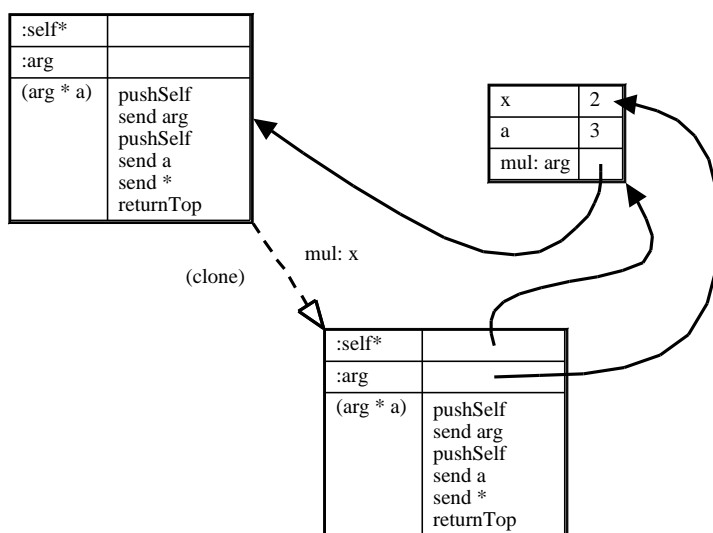 :self*
:arg
(arg * a)
pushSelf
send arg
pushSelf
send a
send *
returnTop
x 2
a 3
mul: arg
mul: x
(clone)
:self*
:arg
(arg * a)
pushSelf
send arg
pushSelf
send a
send *
returnTop